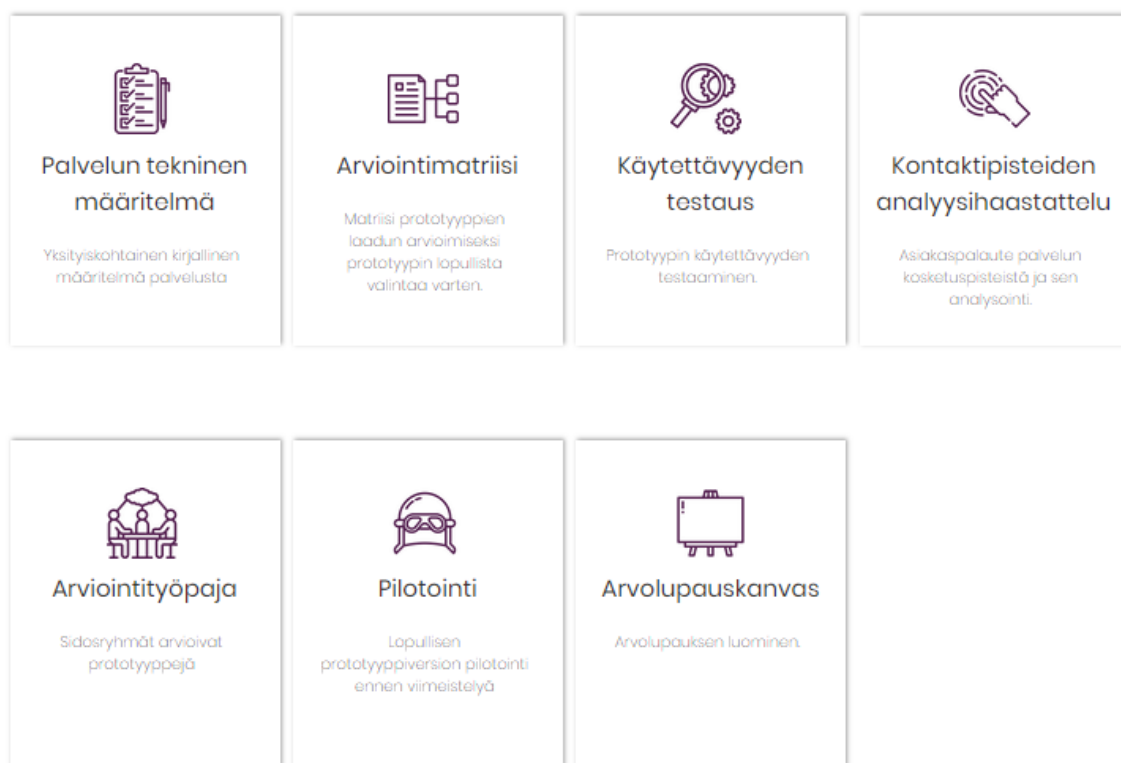 Palvelun tekninen
määritelmä
Yksityiskohtainen kirjallinen
määritelmä palvelusta
Arviointimatriisi
Matriisi prototyyppien
laadun arvioimiseksi
prototyypin lopullista
valintaa varten.
Käytettävyyden
testaus
Prototyypin käytettävyyden
testaaminen.
Kontaktipisteiden
analyysihaastattelu
Asiakaspalaute palvelun
kosketuspisteistä ja sen
analysointi.
Arviointityöpaja
Sidosryhmät arvioivat
prototyyppejä
Pilotointi
Lopullisen
prototyyppiversion pilotointi
ennen viimeistelyä
Arvolupauskanvas
Arvolupauksen luominen.